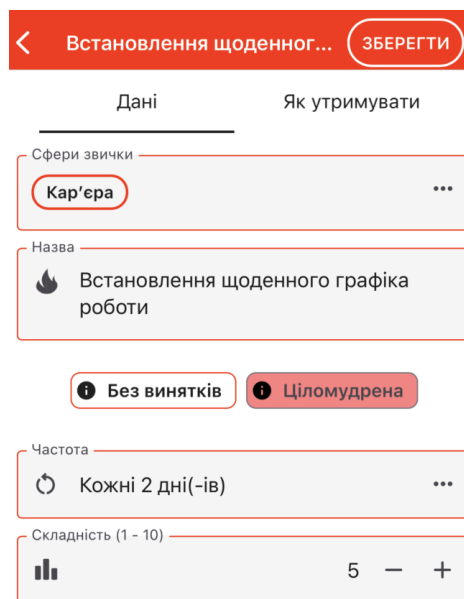 Встановлення щоденног...
ЗБЕРЕГТИ
Дані
Як утримувати
Сфери звички
Кар’єра
Назва
Встановлення щоденного графіка
роботи
Без винятків
Ціломудрена
Частота
Кожні 2 дні(-ів)
Складність (1 - 10)
5 — +